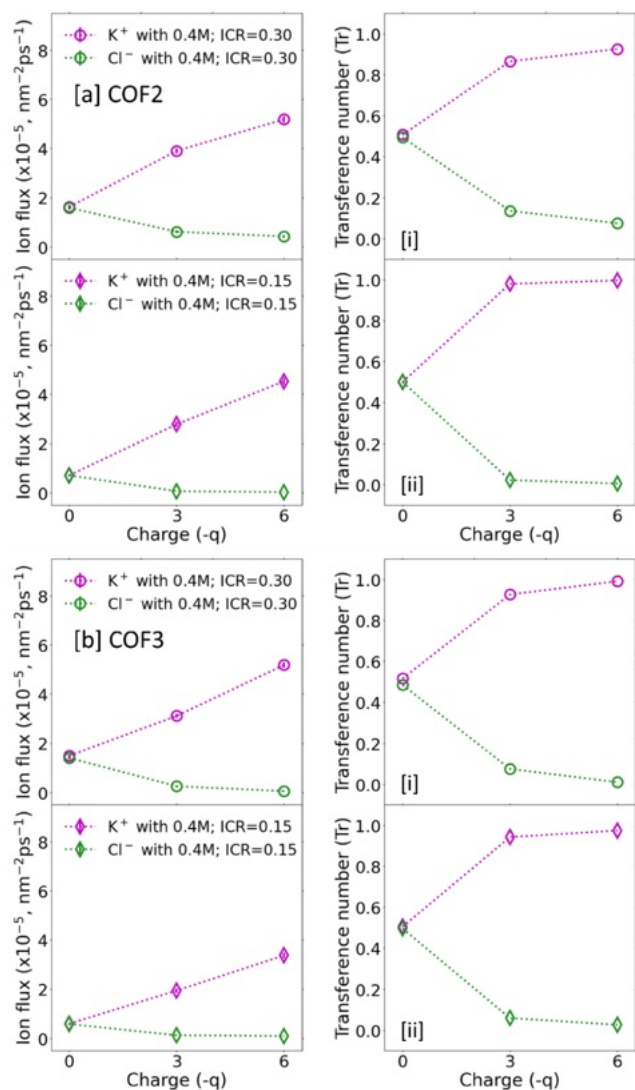 K⁺ with 0.4M; ICR=0.30
Cl⁻ with 0.4M; ICR=0.30
[a] COF2
8
6
4
2
0
Ion flux (x10⁻⁵, nm⁻²ps⁻¹)
1.0
0.8
0.6
0.4
0.2
0.0
Transference number (Tr)
[i]
K⁺ with 0.4M; ICR=0.15
Cl⁻ with 0.4M; ICR=0.15
8
6
4
2
0
Ion flux (x10⁻⁵, nm⁻²ps⁻¹)
0 3 6
Charge (-q)
1.0
0.8
0.6
0.4
0.2
0.0
Transference number (Tr)
[ii]
0 3 6
Charge (-q)
K⁺ with 0.4M; ICR=0.30
Cl⁻ with 0.4M; ICR=0.30
[b] COF3
8
6
4
2
0
Ion flux (x10⁻⁵, nm⁻²ps⁻¹)
1.0
0.8
0.6
0.4
0.2
0.0
Transference number (Tr)
[i]
K⁺ with 0.4M; ICR=0.15
Cl⁻ with 0.4M; ICR=0.15
8
6
4
2
0
Ion flux (x10⁻⁵, nm⁻²ps⁻¹)
0 3 6
Charge (-q)
1.0
0.8
0.6
0.4
0.2
0.0
Transference number (Tr)
[ii]
0 3 6
Charge (-q)